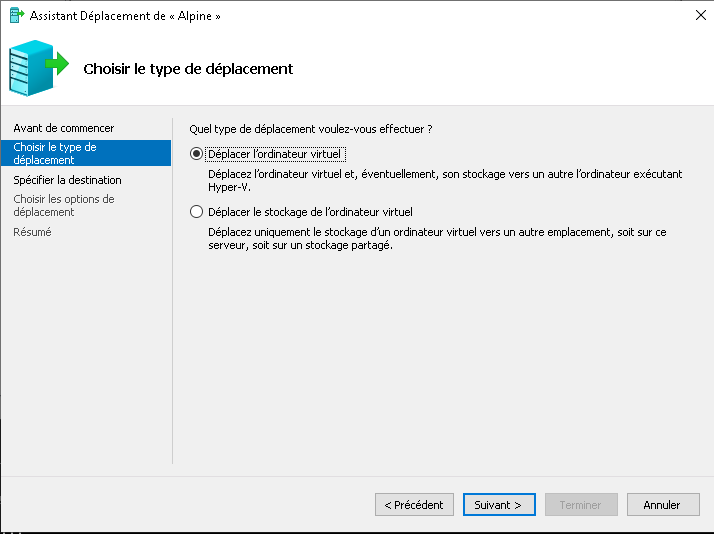 Assistant Déplacement de « Alpine »
Choisir le type de déplacement
Avant de commencer
Choisir le type de
déplacement
Spécifier la destination
Choisir les options de
déplacement
Résumé
Quel type de déplacement voulez-vous effectuer ?
Déplacer l'ordinateur virtuel
Déplacez l'ordinateur virtuel et, éventuellement, son stockage vers un autre l'ordinateur exécutant
Hyper-V.
Déplacer le stockage de l'ordinateur virtuel
Déplacez uniquement le stockage d'un ordinateur virtuel vers un autre emplacement, soit sur ce
serveur, soit sur un stockage partagé.
< Précédent
Suivant >
Terminer
Annuler